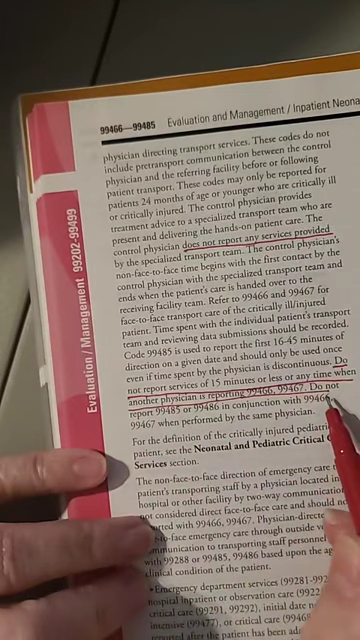 99466—99485 Evaluation and Management / Inpatient Neona
Evaluation / Management 99202-99499
physician directing transport services. These codes do not
include pretransport communication between the control
physician and the referring facility before or following
patient transport. These codes may only be reported for
patients 24 months of age or younger who are critically ill
or critically injured. The control physician provides
treatment advice to a specialized transport team who are
present and delivering the hands-on patient care. The
control physician does not report any services provided
by the specialized transport team. The control physician's
non-face-to-face time begins with the first contact by the
control physician with the specialized transport team and
ends when the patient's care is handed over to the
receiving facility team. Refer to 99466 and 99467 for
face-to-face transport care of the critically ill/injured
patient. Time spent with the individual patient's transport
team and reviewing data submissions should be recorded.
Code 99485 is used to report the first 16-45 minutes of
direction on a given date and should only be used once
even if time spent by the physician is discontinuous. Do
not report services of 15 minutes or less or any time when
another physician is reporting 99466, 99467. Do not
report 99485 or 99486 in conjunction with 99466,
99467 when performed by the same physician.
For the definition of the critically injured pediatri
patient, see the Neonatal and Pediatric Critical C
Services section.
The non-face-to-face direction of emergency care t
patient's transporting staff by a physician located in
hospital or other facility by two-way communication
not considered direct face-to-face care and should no
orted with 99466, 99467. Physician-direct
e-to-face emergency care through outside v
mmunication to transporting staff personnel
with 99288 or 99485, 99486 based upon the ag
clinical condition of the patient.
•Emergency department services (99281-992
hospital inpatient or observation care (992
care (99291, 99292), initial date n
intensive (99477), or critical care (9946
reported after the patient has been ad